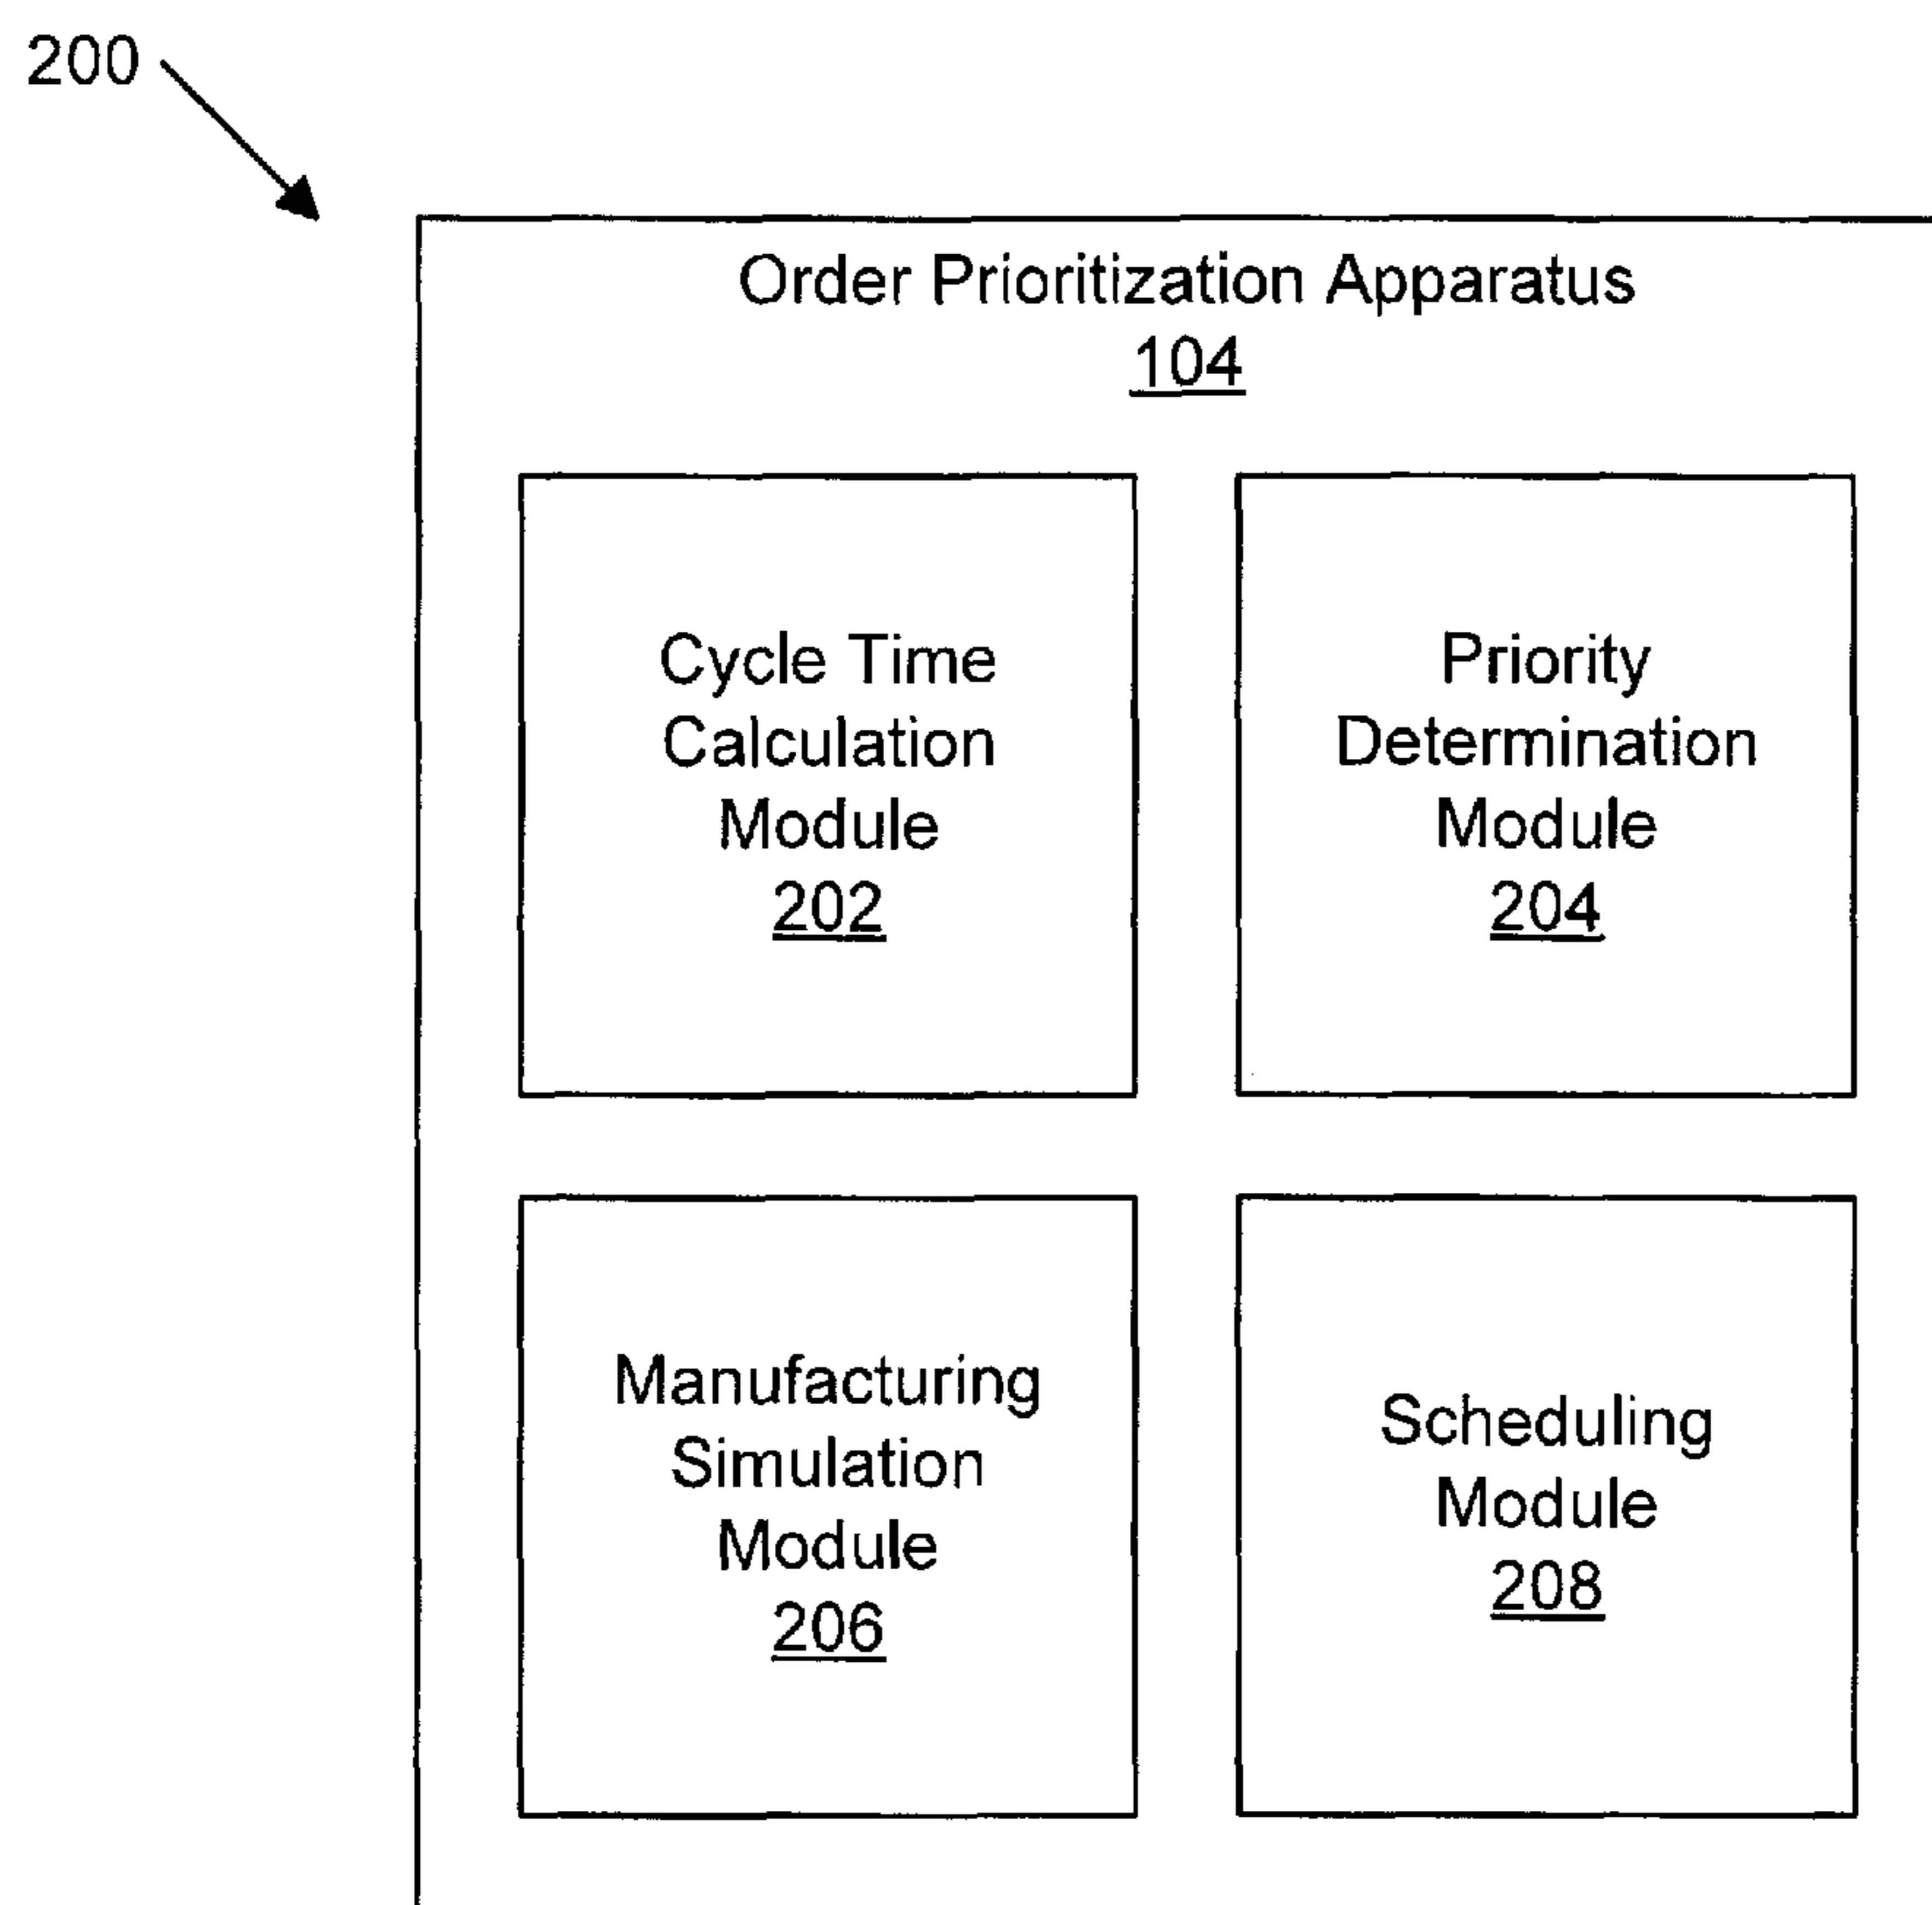 200
Order Prioritization Apparatus
104
Cycle Time
Calculation
Module
202
Priority
Determination
Module
204
Manufacturing
Simulation
Module
206
Scheduling
Module
208